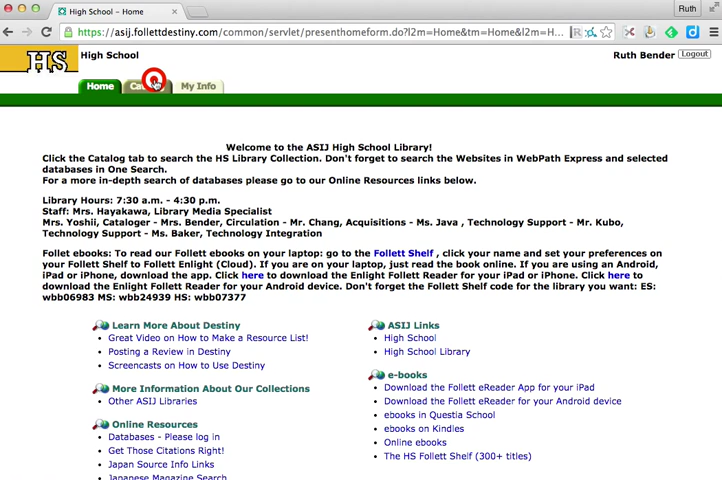 High School - Home
Ruth
https://asij.follettdestiny.com/common/servlet/presenthomeform.do?l2m=Home&tm=Home&l2m=H...
HS
High School
Ruth Bender
Logout
Home
My Info
Welcome to the ASIJ High School Library!
Click the Catalog tab to search the HS Library Collection. Don't forget to search the Websites in WebPath Express and selected
databases in One Search.
For a more in-depth search of databases please go to our Online Resources links below.
Library Hours: 7:30 a.m. - 4:30 p.m.
Staff: Mrs. Hayakawa, Library Media Specialist
Mrs. Yoshii, Cataloger - Mrs. Bender, Circulation - Mr. Chang, Acquisitions - Ms. Java , Technology Support - Mr. Kubo,
Technology Support - Ms. Baker, Technology Integration
Follet ebooks: To read our Follett ebooks on your laptop: go to the Follett Shelf , click your name and set your preferences on
your Follett Shelf to Follett Enlight (Cloud). If you are on your laptop, just read the book online. If you are using an Android,
iPad or iPhone, download the app. Click here to download the Enlight Follett Reader for your iPad or iPhone. Click here to
download the Enlight Follett Reader for your Android device. Don't forget the Follett Shelf code for the library you want: ES:
wbb06983 MS: wbb24939 HS: wbb07377
Learn More About Destiny
Great Video on How to Make a Resource List!
Posting a Review in Destiny
Screencasts on How to Use Destiny
More Information About Our Collections
Other ASIJ Libraries
Online Resources
Databases - Please log in
Get Those Citations Right!
Japan Source Info Links
Japanese Magazine Search
ASIJ Links
High School
High School Library
e-books
Download the Follett eReader App for your iPad
Download the Follett eReader for your Android device
ebooks in Questia School
ebooks on Kindles
Online ebooks
The HS Follett Shelf (300+ titles)